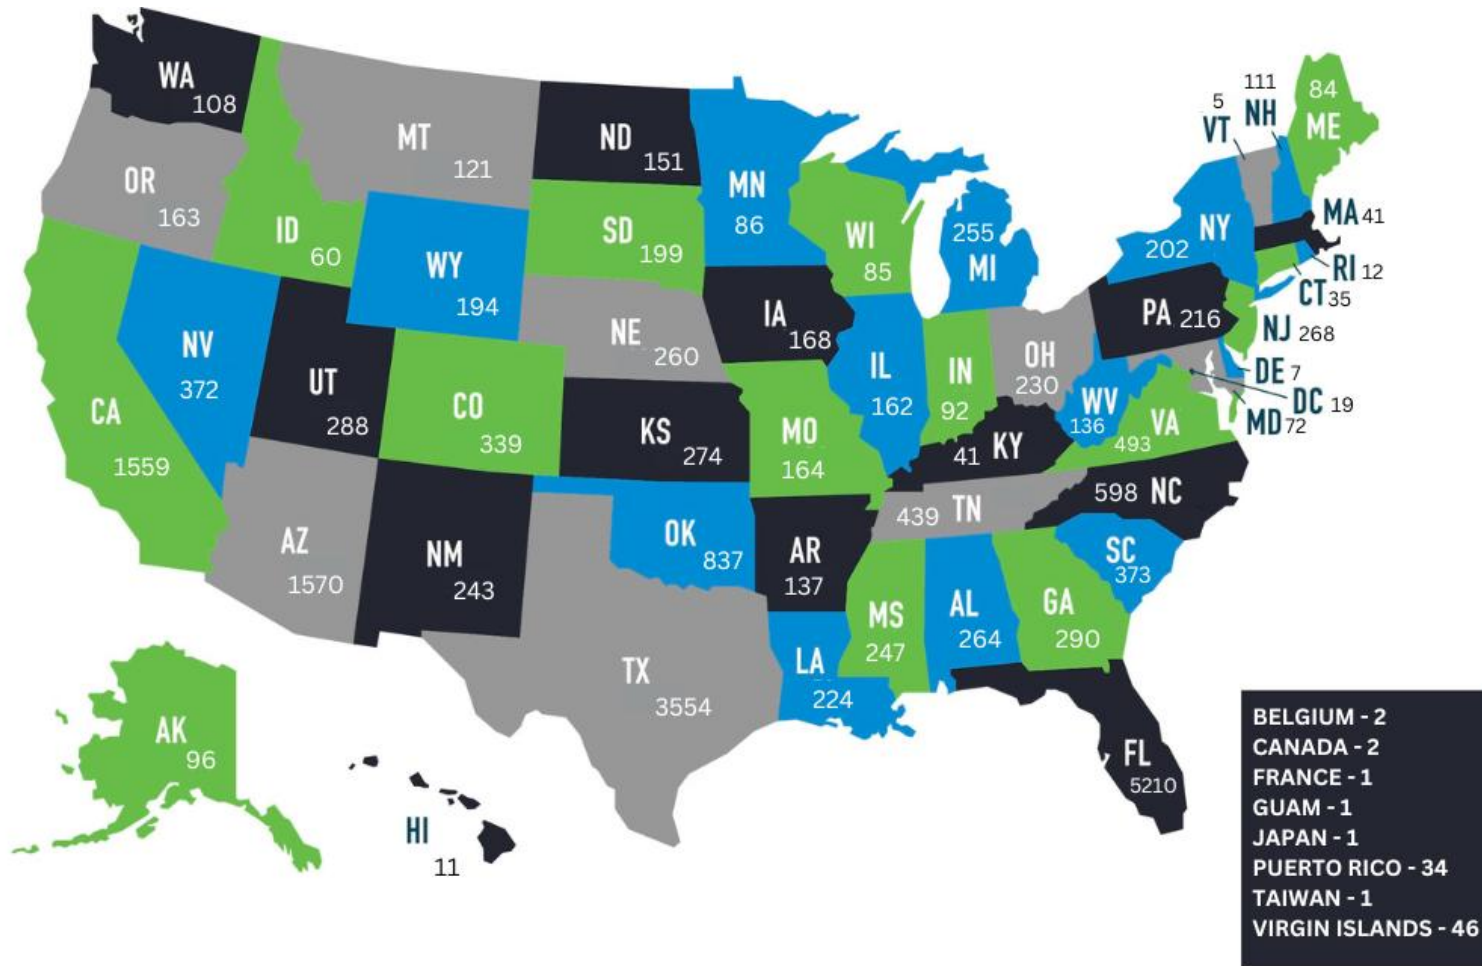 WA
108
OR
163
MT
121
ID
60
ND
151
MN
86
SD
199
WI
85
WY
194
255
MI
5
VT
111
NH
84
ME
NY
202
MA 41
RI 12
CT 35
PA 216
NJ 268
DE 7
DC 19
MD 72
NV
372
CA
1559
UT
288
CO
339
NE
260
IA
168
IL
162
IN
92
OH
230
WV
136
VA
493
KS
274
MO
164
41 KY
598 NC
439 TN
AZ
1570
NM
243
OK
837
AR
137
SC
373
MS
247
AL
264
GA
290
TX
3554
LA
224
FL
5210
AK
96
HI
11
BELGIUM - 2
CANADA - 2
FRANCE - 1
GUAM - 1
JAPAN - 1
PUERTO RICO - 34
TAIWAN - 1
VIRGIN ISLANDS - 46